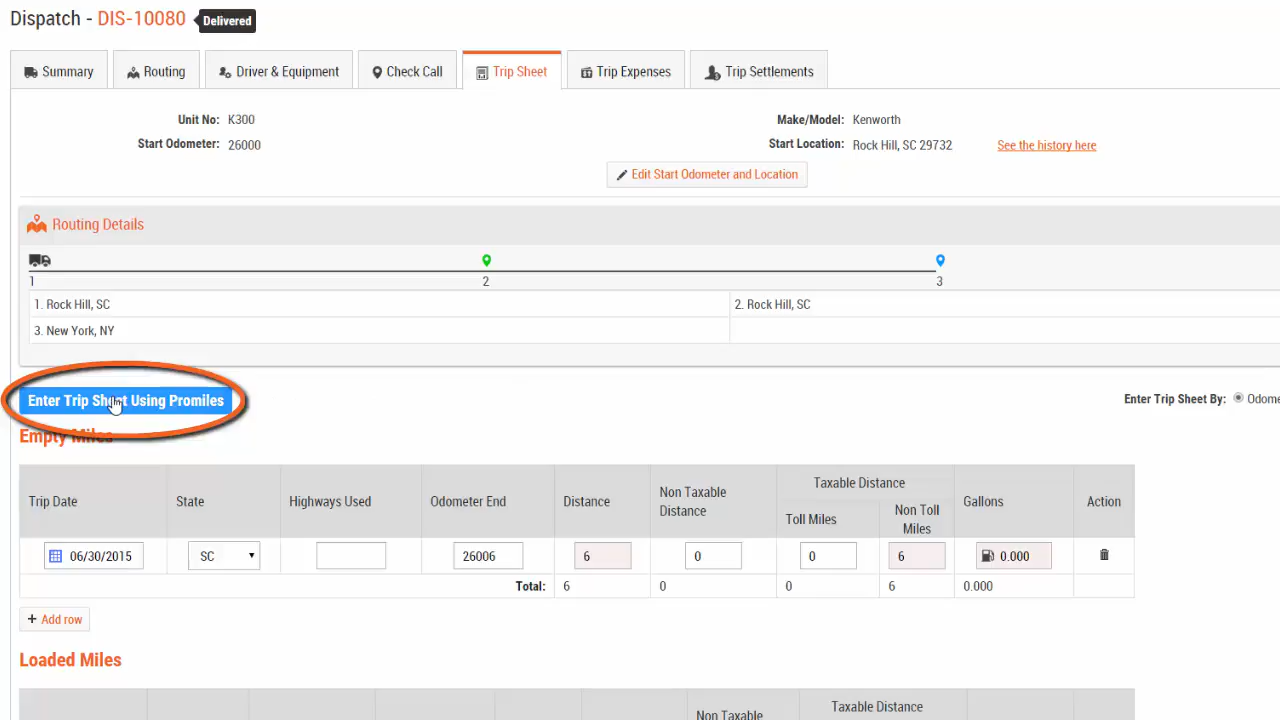 Dispatch - DIS-10080 Delivered
Summary Routing Driver & Equipment Check Call Trip Sheet Trip Expenses Trip Settlements
Unit No: K300 Make/Model: Kenworth
Start Odometer: 26000 Start Location: Rock Hill, SC 29732 See the history here
Edit Start Odometer and Location
Routing Details
1 2 3
1. Rock Hill, SC 2. Rock Hill, SC
3. New York, NY
Enter Trip Sheet Using Promiles Enter Trip Sheet By:
Empty Miles
Trip Date State Highways Used Odometer End Distance Non Taxable Distance Taxable Distance Toll Miles Non Toll Miles Gallons Action
06/30/2015 SC 26006 6 0 0 6 0.000
Total: 6 0 0 6 0.000
+ Add row
Loaded Miles
Non Taxable Taxable Distance